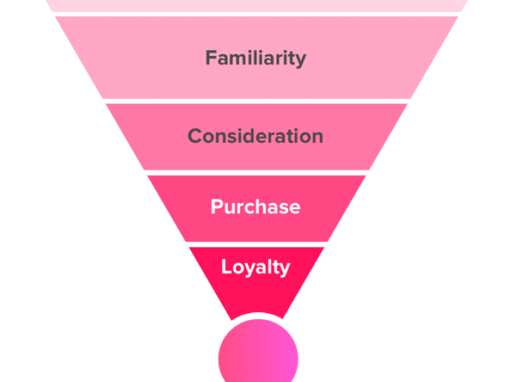 Familiarity
Consideration
Purchase
Loyalty